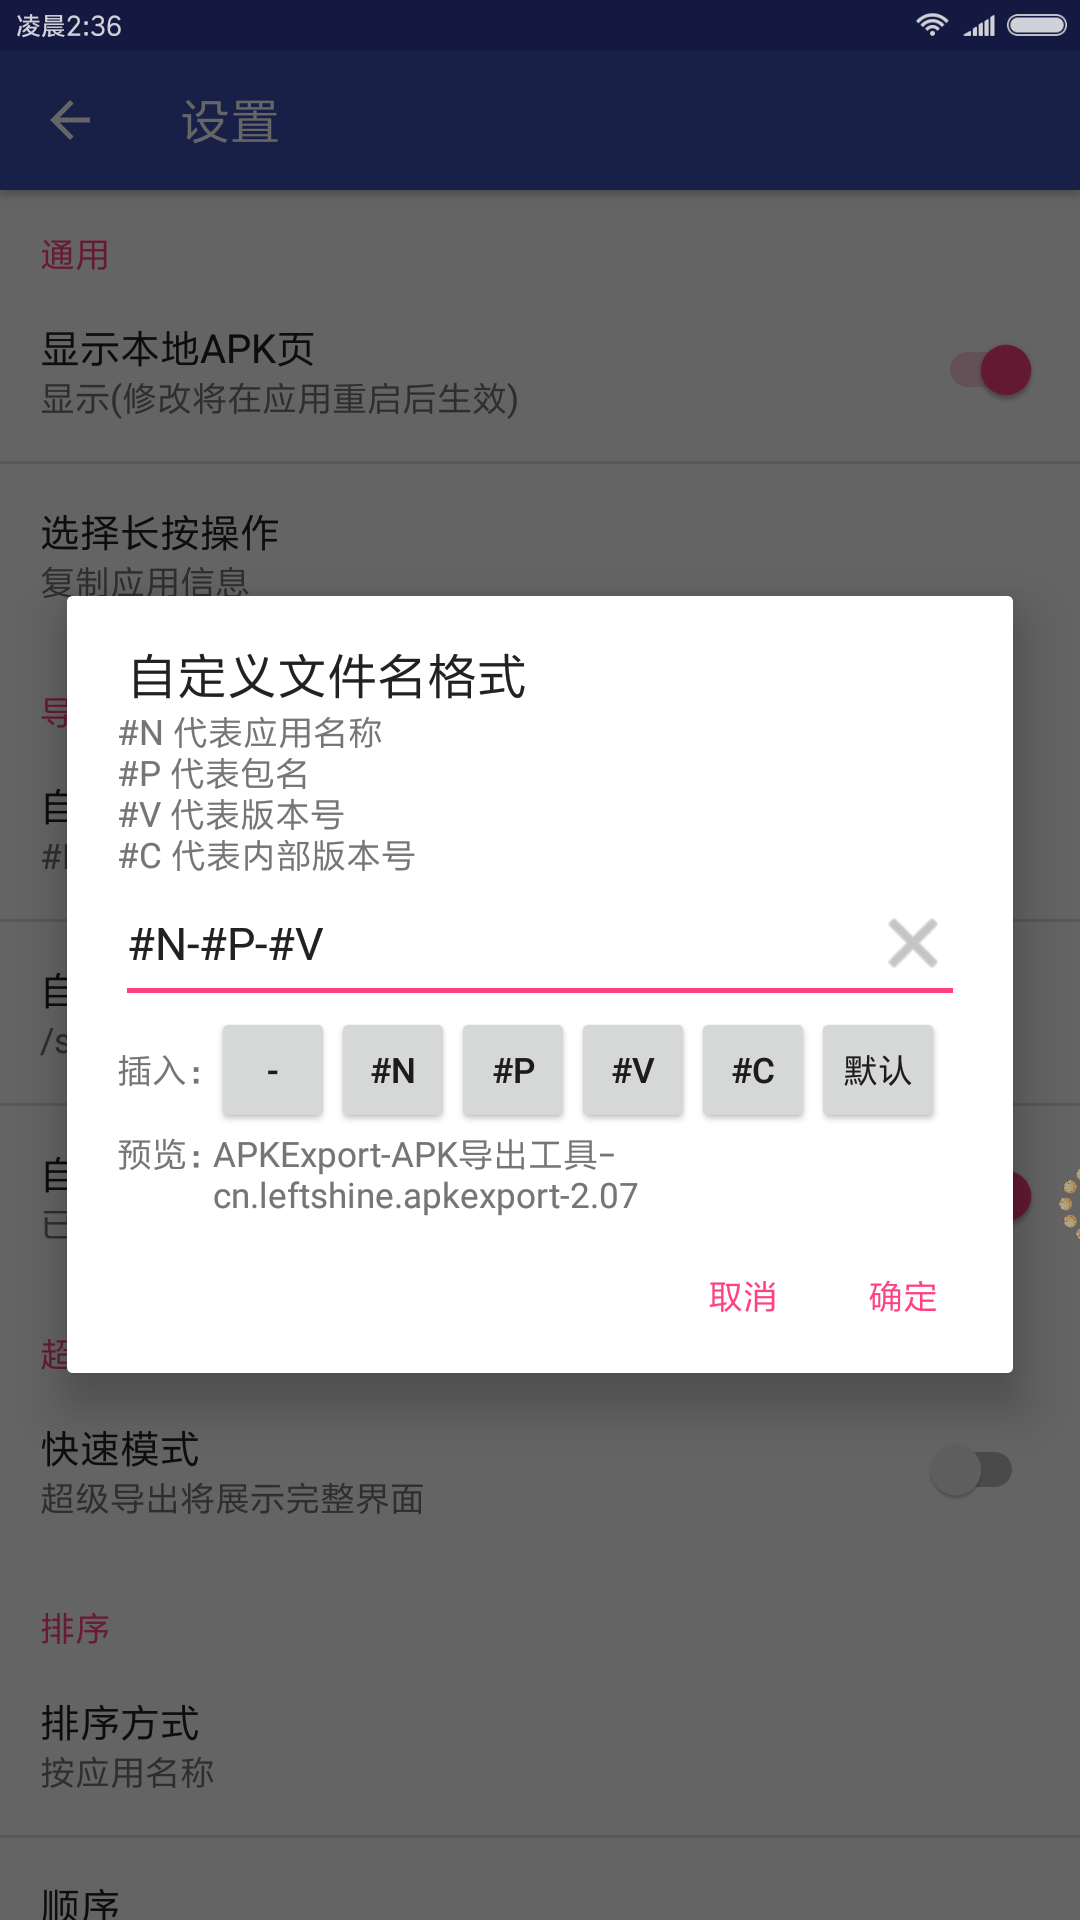 凌晨2:36
设置
通用
显示本地APK页
显示(修改将在应用重启后生效)
选择长按操作
复制应用信息
导
自定义文件名格式
#N 代表应用名称
#P 代表包名
#V 代表版本号
#C 代表内部版本号
自
#N-#P-#V
自
/s
插入: - #N #P #V #C 默认
预览: APKExport-APK导出工具-
cn.leftshine.apkexport-2.07
自
已
取消 确定
超
快速模式
超级导出将展示完整界面
排序
排序方式
按应用名称
顺序